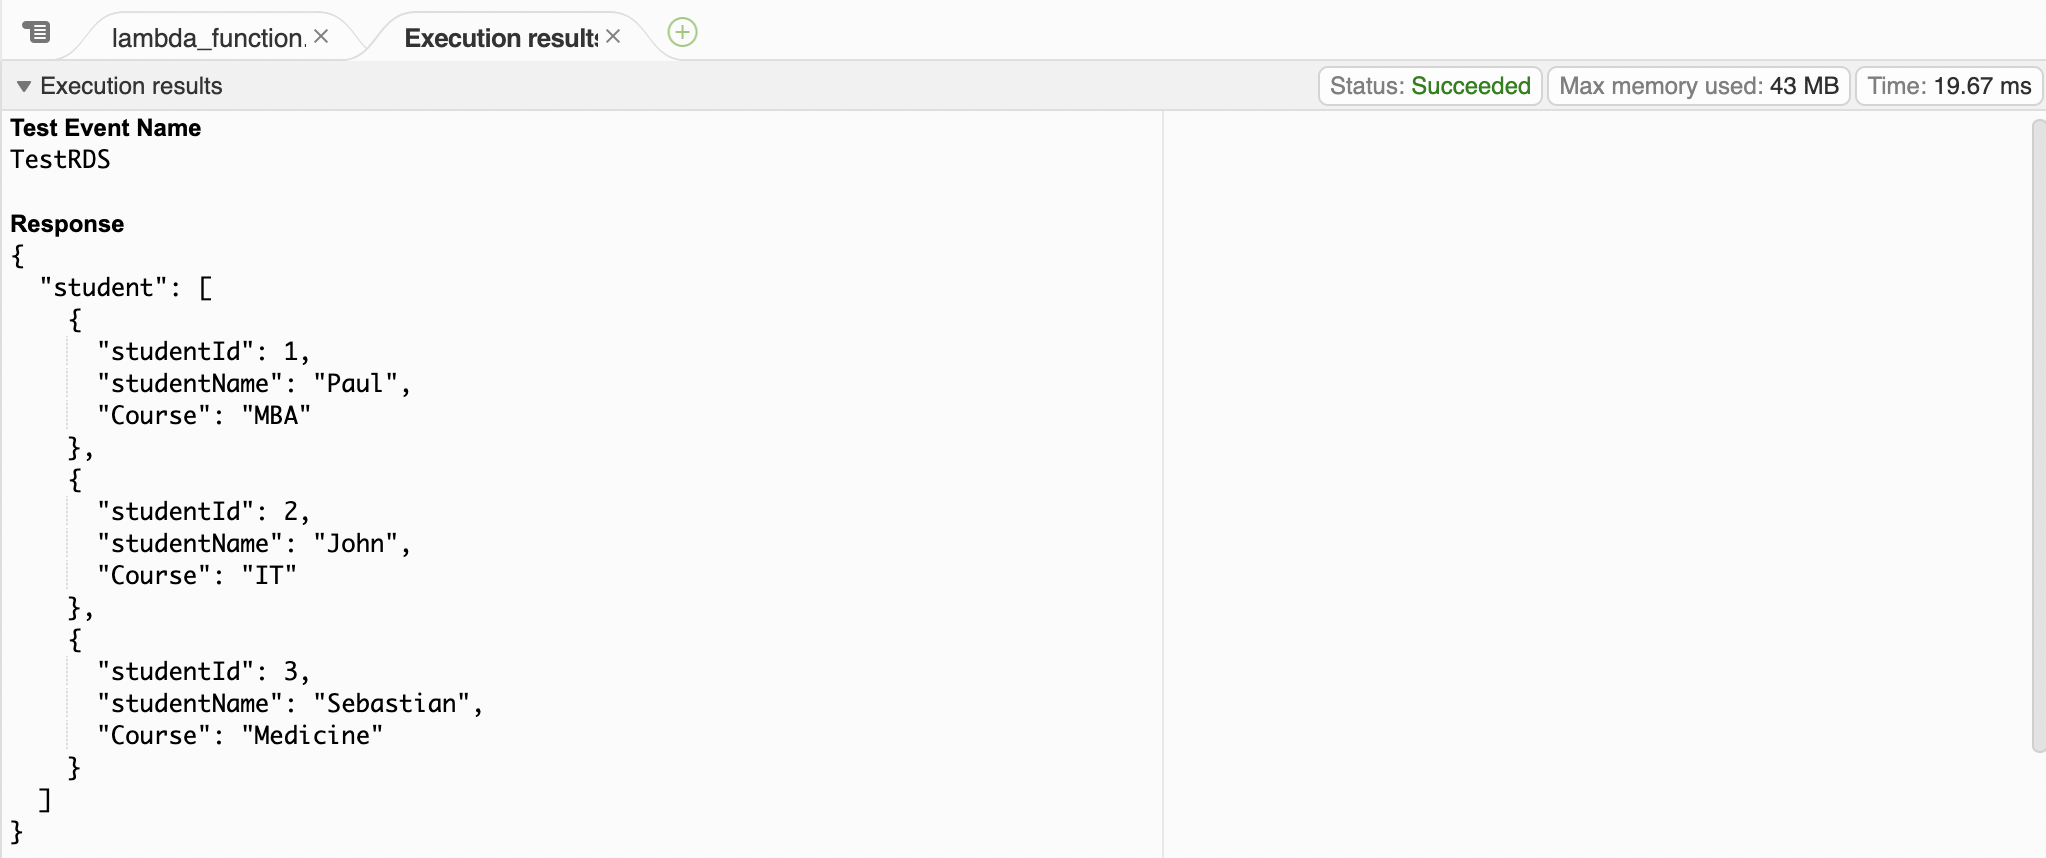 lambda_function.
Execution results
Execution results
Status: Succeeded
Max memory used: 43 MB
Time: 19.67 ms
Test Event Name
TestRDS
Response
{
  "student": [
    {
      "studentId": 1,
      "studentName": "Paul",
      "Course": "MBA"
    },
    {
      "studentId": 2,
      "studentName": "John",
      "Course": "IT"
    },
    {
      "studentId": 3,
      "studentName": "Sebastian",
      "Course": "Medicine"
    }
  ]
}